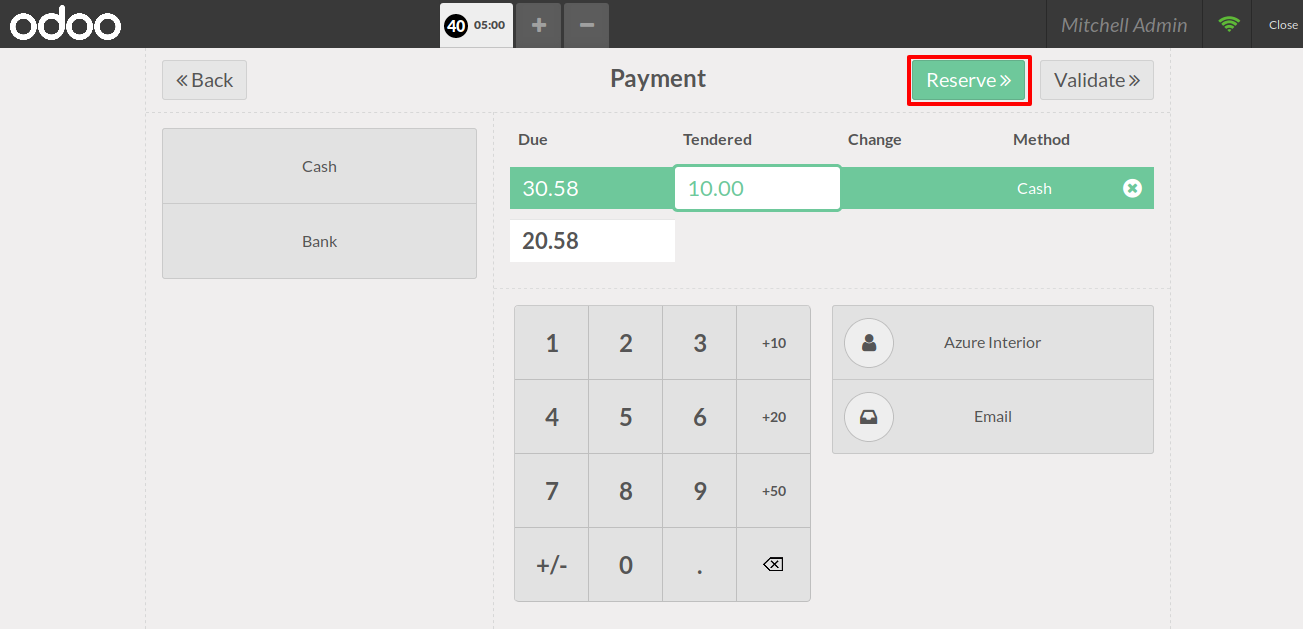 odoo
40 05:00 + −
Mitchell Admin
Close
« Back
Payment
Reserve »
Validate »
Cash
Bank
Due Tendered Change Method
30.58 10.00 Cash
20.58
1 2 3 +10
4 5 6 +20
7 8 9 +50
+/- 0 .
Azure Interior
Email